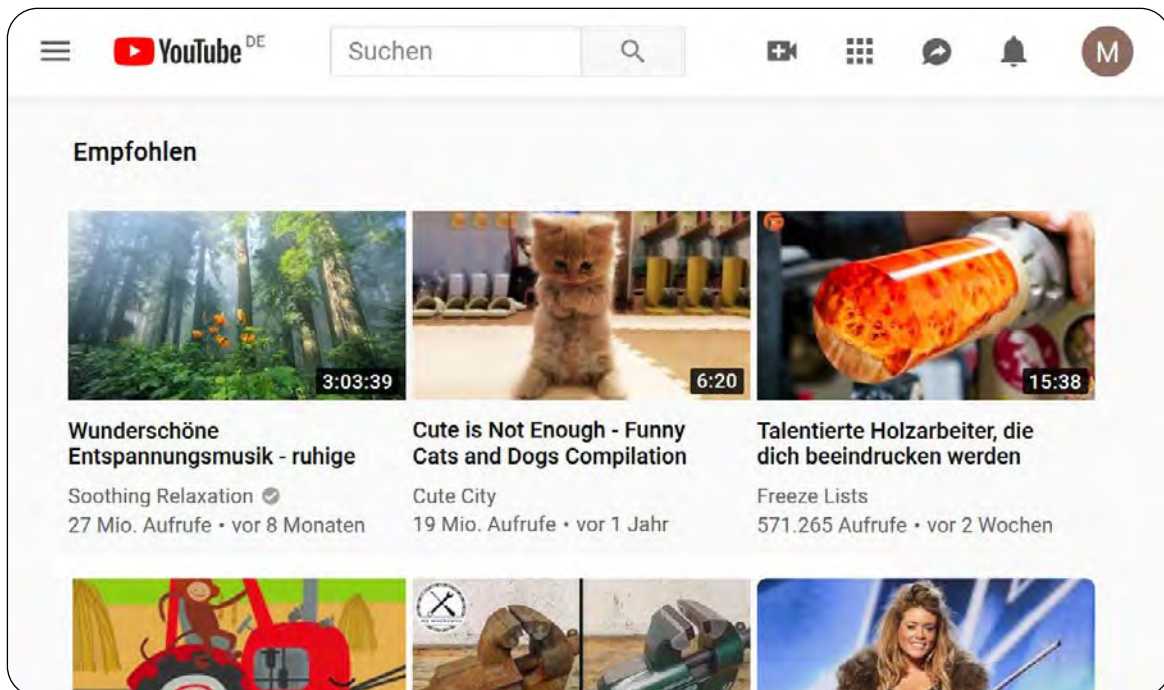 YouTube DE
Suchen
M
Empfohlen
3:03:39
6:20
15:38
Wunderschöne
Entspannungsmusik - ruhige
Soothing Relaxation
27 Mio. Aufrufe • vor 8 Monaten
Cute is Not Enough - Funny
Cats and Dogs Compilation
Cute City
19 Mio. Aufrufe • vor 1 Jahr
Talentierte Holzarbeiter, die
dich beeindrucken werden
Freeze Lists
571.265 Aufrufe • vor 2 Wochen